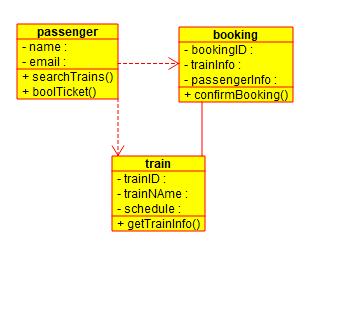 passenger
- name :
- email :
+ searchTrains()
+ boolTicket()
booking
- bookingID :
- trainInfo :
- passengerInfo :
+ confirmBooking()
train
- trainID :
- trainNAme :
- schedule :
+ getTrainInfo()